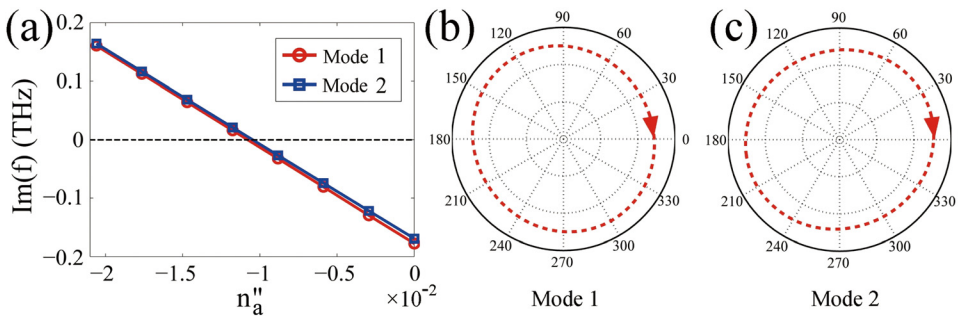 (a)
Im(f) (THz)
0.2
0.1
0
−0.1
−0.2
Mode 1
Mode 2
−2 −1.5 −1 −0.5 0
×10⁻²
n''ₐ
(b)
90
120 60
150 30
180 0
210 330
240 300
270
Mode 1
(c)
90
120 60
150 30
180 0
210 330
240 300
270
Mode 2